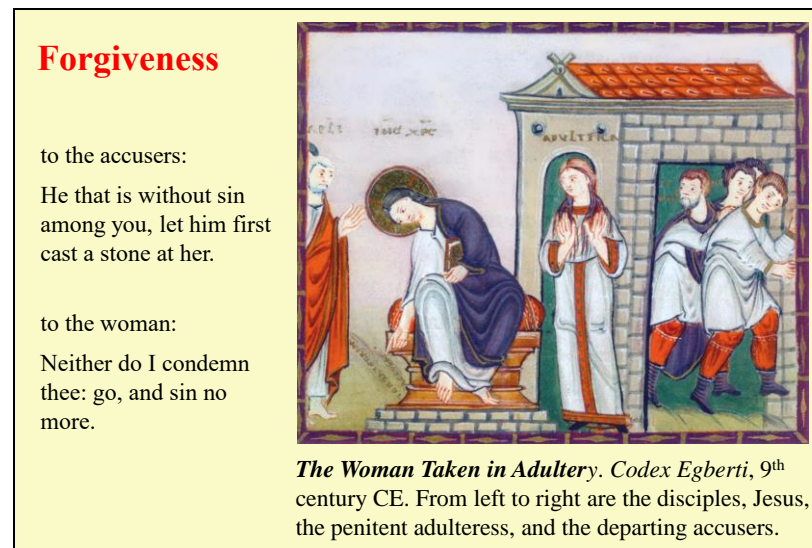 Forgiveness
to the accusers:
He that is without sin
among you, let him first
cast a stone at her.
to the woman:
Neither do I condemn
thee: go, and sin no
more.
ADULTERA
The Woman Taken in Adultery. Codex Egberti, 9th
century CE. From left to right are the disciples, Jesus,
the penitent adulteress, and the departing accusers.